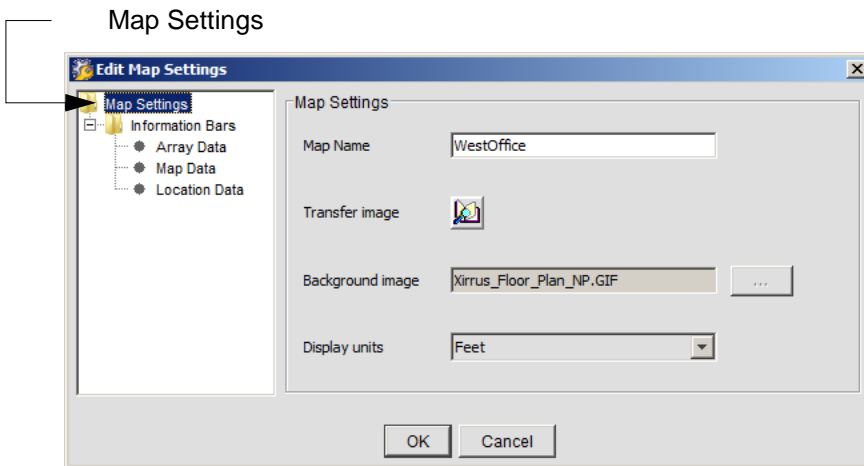 Map Settings
Edit Map Settings
Map Settings
Information Bars
Array Data
Map Data
Location Data
Map Settings
Map Name
WestOffice
Transfer image
Background image
Xirrus_Floor_Plan_NP.GIF
...
Display units
Feet
OK
Cancel